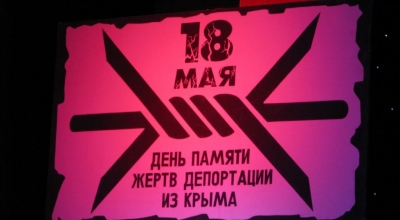 18
МАЯ
ДЕНЬ ПАМЯТИ
ЖЕРТВ ДЕПОРТАЦИИ
ИЗ КРЫМА